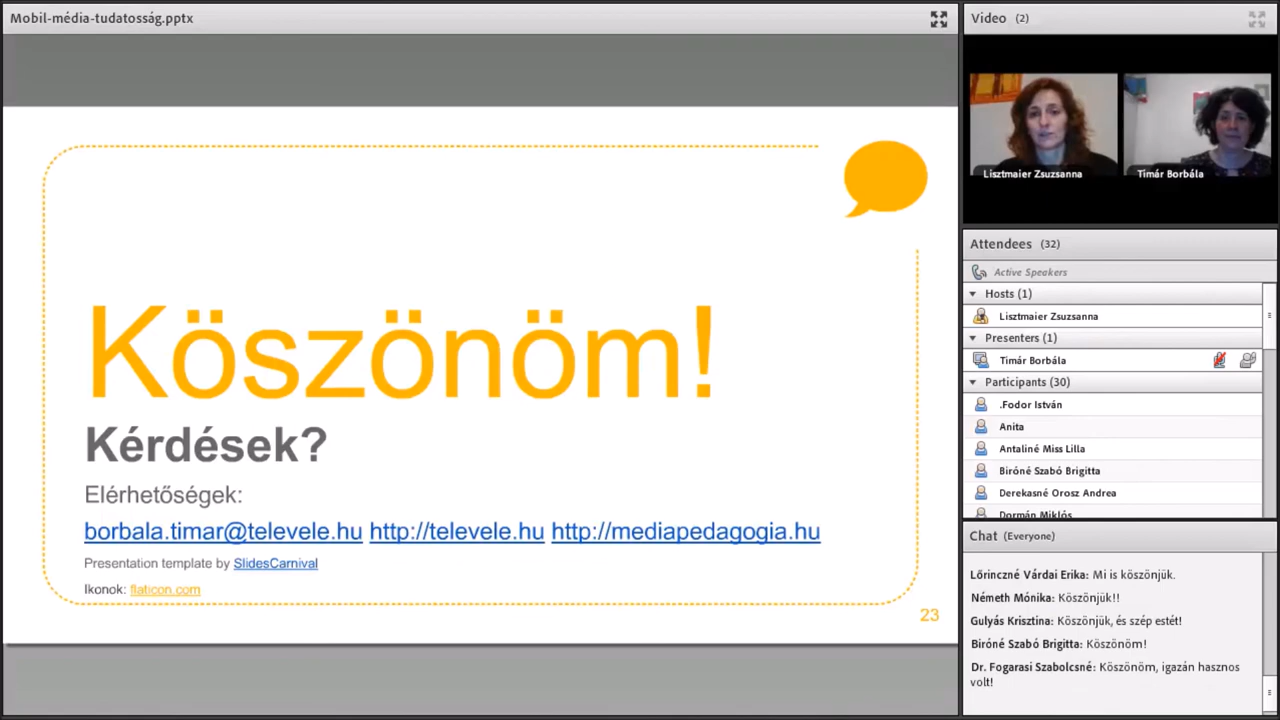 Mobil-média-tudatosság.pptx
Köszönöm!
Kérdések?
Elérhetőségek:
borbala.timar@televele.hu http://televele.hu http://mediapedagogia.hu
Presentation template by SlidesCarnival
Ikonok: flaticon.com
23
Video (2)
Lisztmaier Zsuzsanna
Tímár Borbála
Attendees (32)
Active Speakers
Hosts (1)
Lisztmaier Zsuzsanna
Presenters (1)
Tímár Borbála
Participants (30)
.Fodor István
Anita
Antaliné Miss Lilla
Biróné Szabó Brigitta
Derekasné Orosz Andrea
Dormán Miklós
Chat (Everyone)
Lőrinczné Várdai Erika: Mi is köszönjük.
Németh Mónika: Köszönjük!!
Gulyás Krisztina: Köszönjük, és szép estét!
Biróné Szabó Brigitta: Köszönöm!
Dr. Fogarasi Szabolcsné: Köszönöm, igazán hasznos
volt!